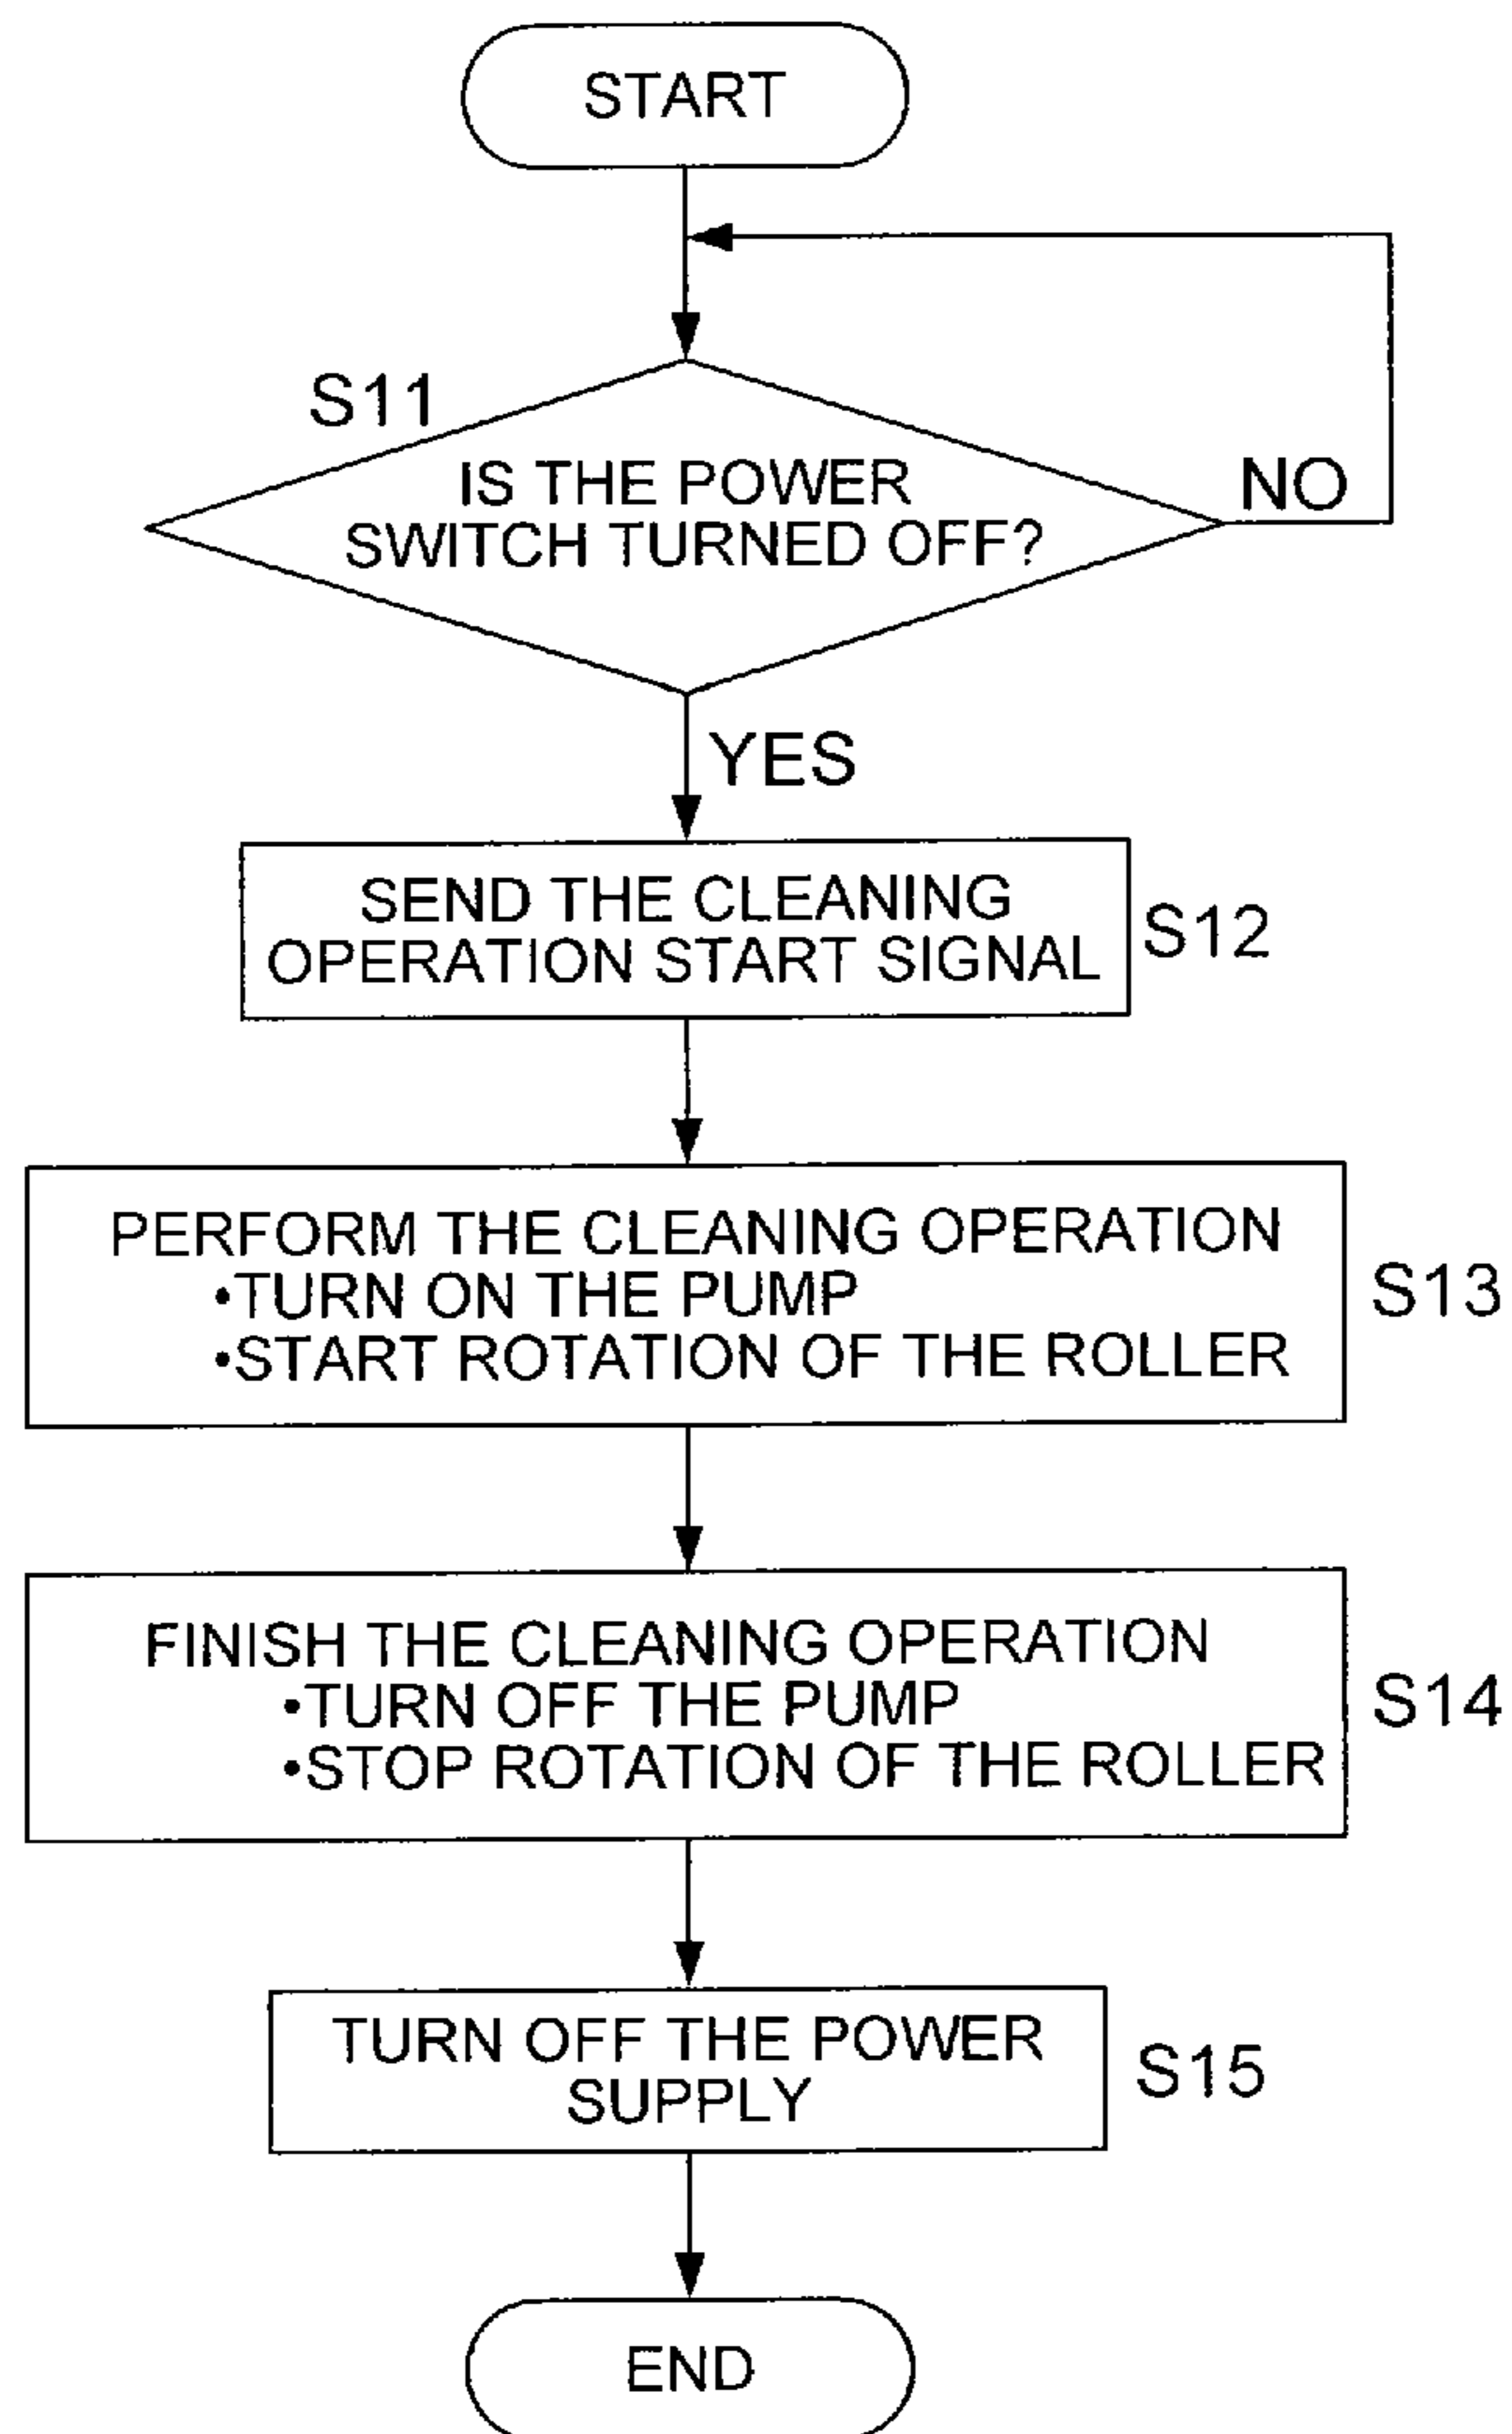 START
S11
IS THE POWER
SWITCH TURNED OFF?
NO
YES
SEND THE CLEANING
OPERATION START SIGNAL
S12
PERFORM THE CLEANING OPERATION
•TURN ON THE PUMP
•START ROTATION OF THE ROLLER
S13
FINISH THE CLEANING OPERATION
•TURN OFF THE PUMP
•STOP ROTATION OF THE ROLLER
S14
TURN OFF THE POWER
SUPPLY
S15
END